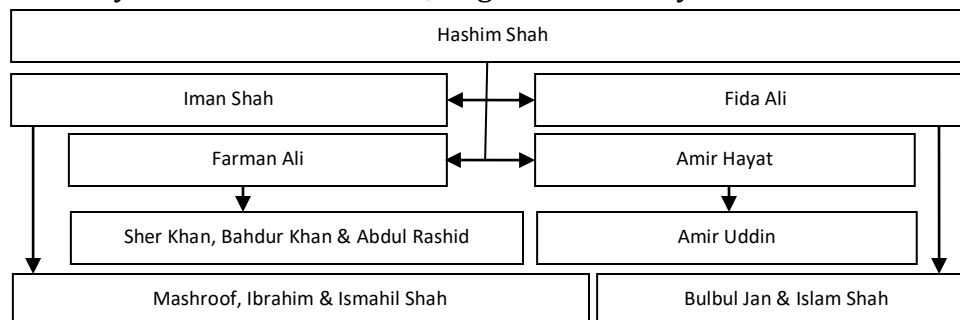 Hashim Shah
Iman Shah
Fida Ali
Farman Ali
Amir Hayat
Sher Khan, Bahdur Khan & Abdul Rashid
Amir Uddin
Mashroof, Ibrahim & Ismahil Shah
Bulbul Jan & Islam Shah